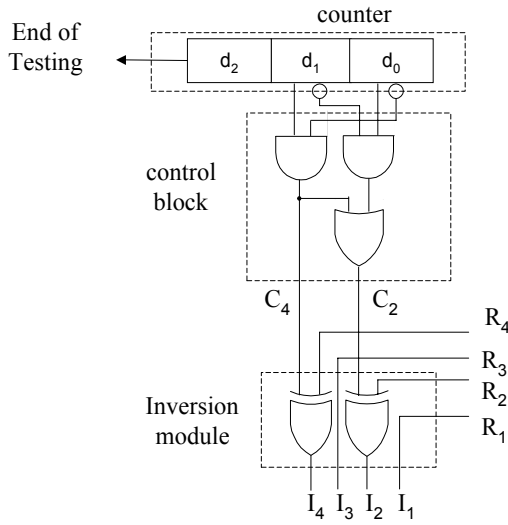 counter
End of
Testing
d2 d1 d0
control
block
C4 C2
R4
R3
R2
R1
Inversion
module
I4 I3 I2 I1